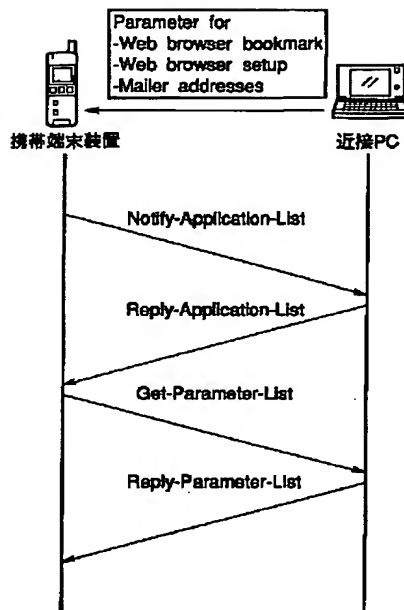 Parameter for
-Web browser bookmark
-Web browser setup
-Mailer addresses
携帯端末装置
近接PC
Notify-Application-List
Reply-Application-List
Get-Parameter-List
Reply-Parameter-List